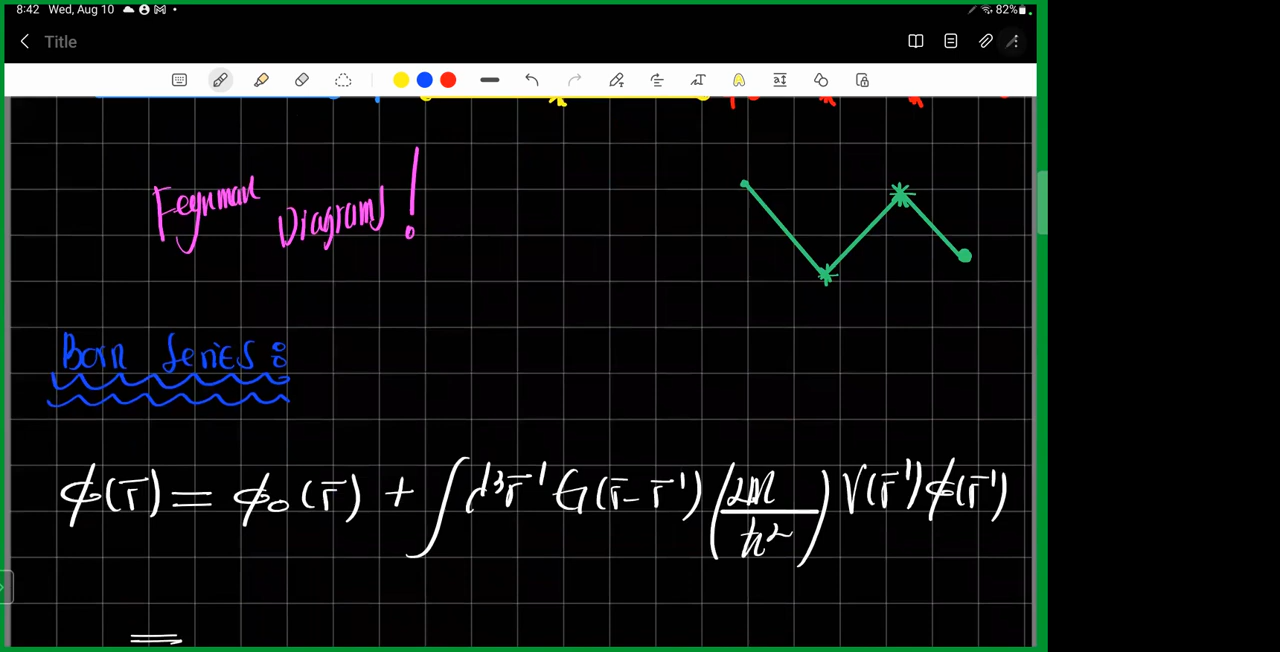 8:42 Wed, Aug 10
82%
Title
Feynman Diagrams !
Born Series :
ϕ(r̄) = ϕ₀(r̄) + ∫ d³r̄' G(r̄ - r̄') (2m/ħ²) V(r̄') ϕ(r̄')
=